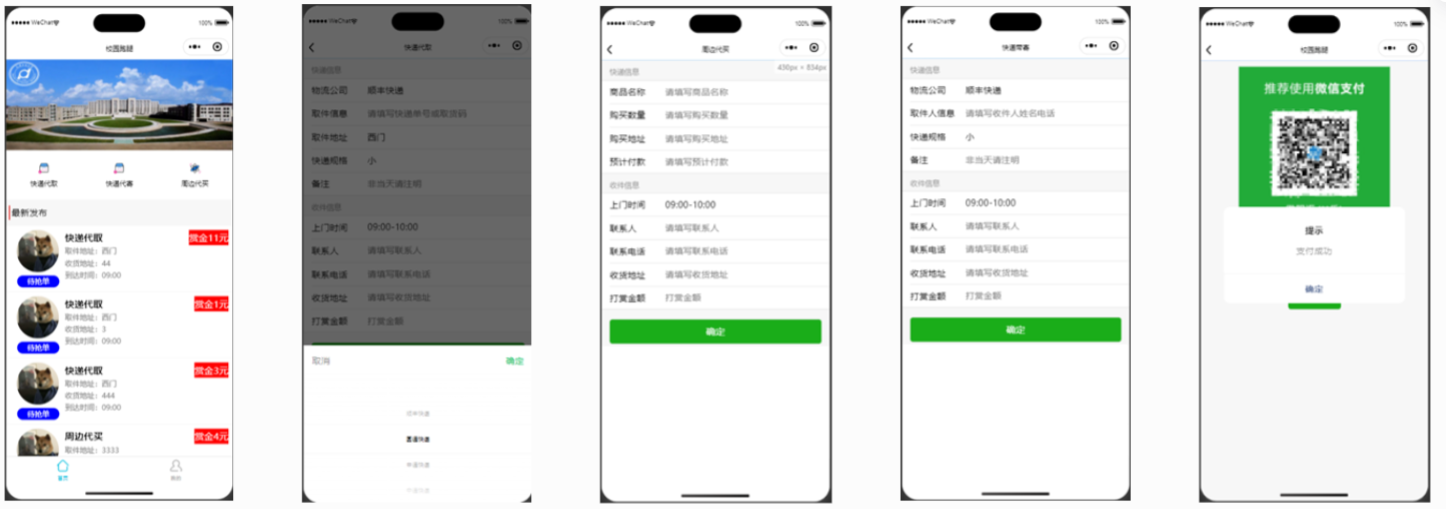 WeChat
100%
校园跑腿
快递代取
快递代寄
周边代买
最新发布
快递代取
赏金11元
取件地址：西门
收货地址：44
到达时间：09:00
待抢单
快递代取
赏金1元
取件地址：西门
收货地址：3
到达时间：09:00
待抢单
快递代取
赏金3元
取件地址：西门
收货地址：444
到达时间：09:00
待抢单
周边代买
赏金4元
取件地址：3333
首页
我的
WeChat
100%
快递代取
快递信息
物流公司 顺丰快递
取件信息 请填写快递单号或取货码
取件地址 西门
快递规格 小
备注 非当天请注明
收件信息
上门时间 09:00-10:00
联系人 请填写联系人
联系电话 请填写联系电话
收货地址 请填写收货地址
打赏金额 打赏金额
取消
确定
顺丰快递
申通快递
WeChat
100%
周边代买
430px × 834px
快递信息
商品名称 请填写商品名称
购买数量 请填写购买数量
购买地址 请填写购买地址
预计付款 请填写预计付款
收件信息
上门时间 09:00-10:00
联系人 请填写联系人
联系电话 请填写联系电话
收货地址 请填写收货地址
打赏金额 打赏金额
确定
WeChat
100%
快递寄
快递信息
物流公司 顺丰快递
取件人信息 请填写收件人姓名电话
快递规格 小
备注 非当天请注明
收件信息
上门时间 09:00-10:00
联系人 请填写联系人
联系电话 请填写联系电话
收货地址 请填写收货地址
打赏金额 打赏金额
确定
WeChat
100%
校园跑腿
推荐使用微信支付
提示
支付成功
确定